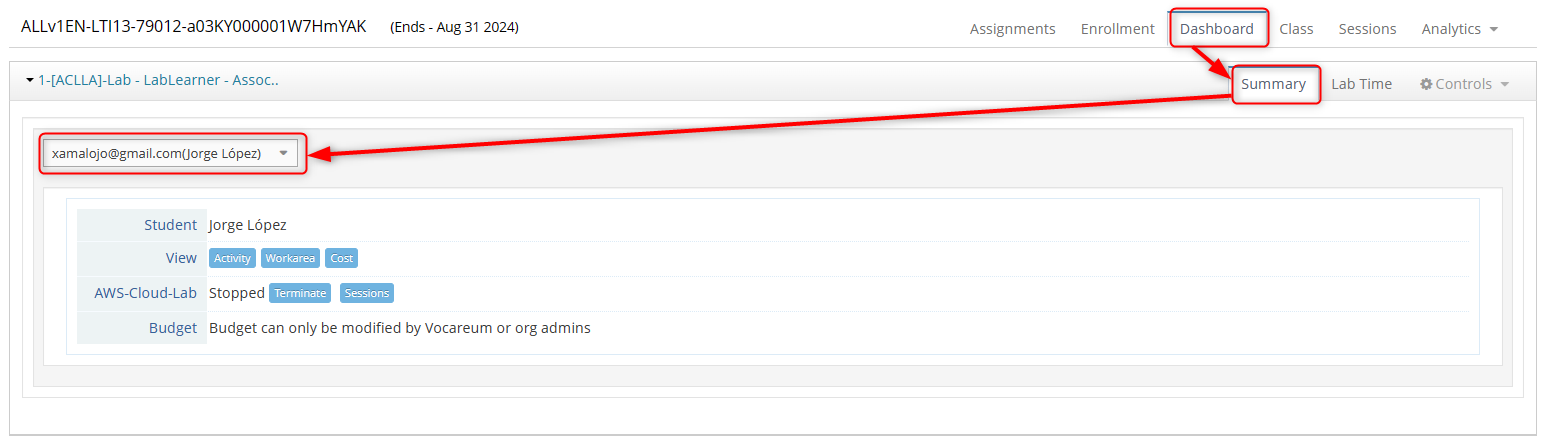 ALLv1EN-LTI13-79012-a03KY000001W7HmYAK (Ends - Aug 31 2024) Assignments Enrollment Dashboard Class Sessions Analytics
1-[ACLLA]-Lab - LabLearner - Assoc.. Summary Lab Time Controls
xamalojo@gmail.com(Jorge López)
Student Jorge López
View Activity Workarea Cost
AWS-Cloud-Lab Stopped Terminate Sessions
Budget Budget can only be modified by Vocareum or org admins